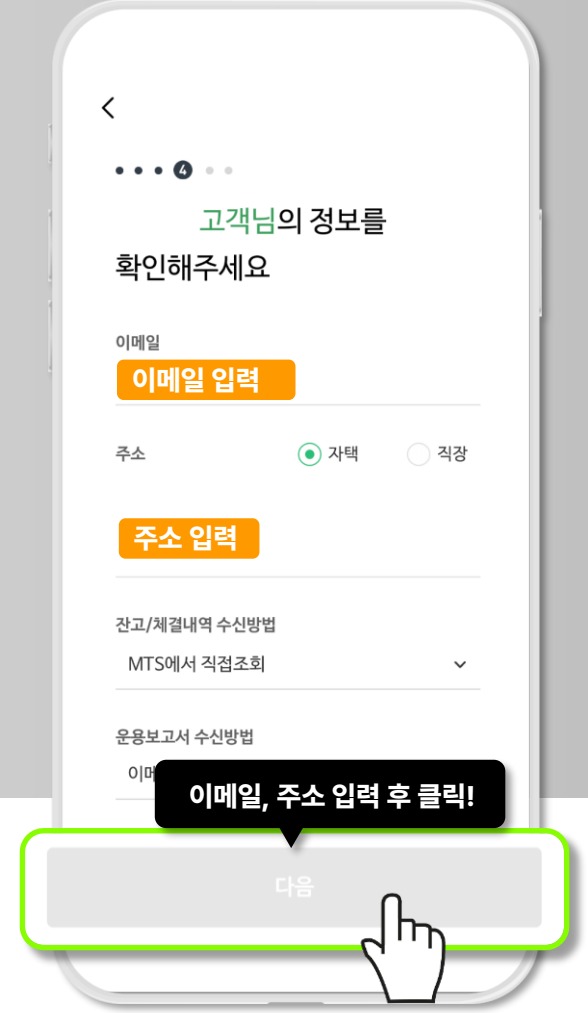 4
고객님의 정보를
확인해주세요
이메일
이메일 입력
주소
자택
직장
주소 입력
잔고/체결내역 수신방법
MTS에서 직접조회
운용보고서 수신방법
이메일, 주소 입력 후 클릭!
다음